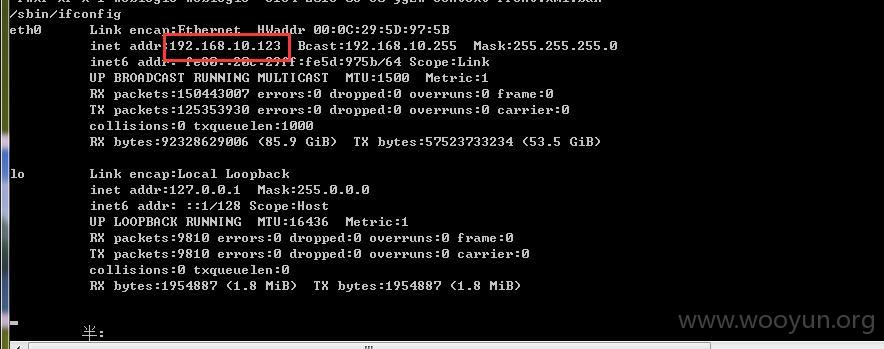 /sbin/ifconfig
eth0 Link encap:Ethernet HWaddr 00:0C:29:5D:97:5B
inet addr:192.168.10.123 Bcast:192.168.10.255 Mask:255.255.255.0
inet6 addr: fe80::20c:29ff:fe5d:975b/64 Scope:Link
UP BROADCAST RUNNING MULTICAST MTU:1500 Metric:1
RX packets:150443007 errors:0 dropped:0 overruns:0 frame:0
TX packets:125353930 errors:0 dropped:0 overruns:0 carrier:0
collisions:0 txqueuelen:1000
RX bytes:92328629006 (85.9 GiB) TX bytes:57523733234 (53.5 GiB)
lo Link encap:Local Loopback
inet addr:127.0.0.1 Mask:255.0.0.0
inet6 addr: ::1/128 Scope:Host
UP LOOPBACK RUNNING MTU:16436 Metric:1
RX packets:9810 errors:0 dropped:0 overruns:0 frame:0
TX packets:9810 errors:0 dropped:0 overruns:0 carrier:0
collisions:0 txqueuelen:0
RX bytes:1954887 (1.8 MiB) TX bytes:1954887 (1.8 MiB)
www.wooyun.org
半: